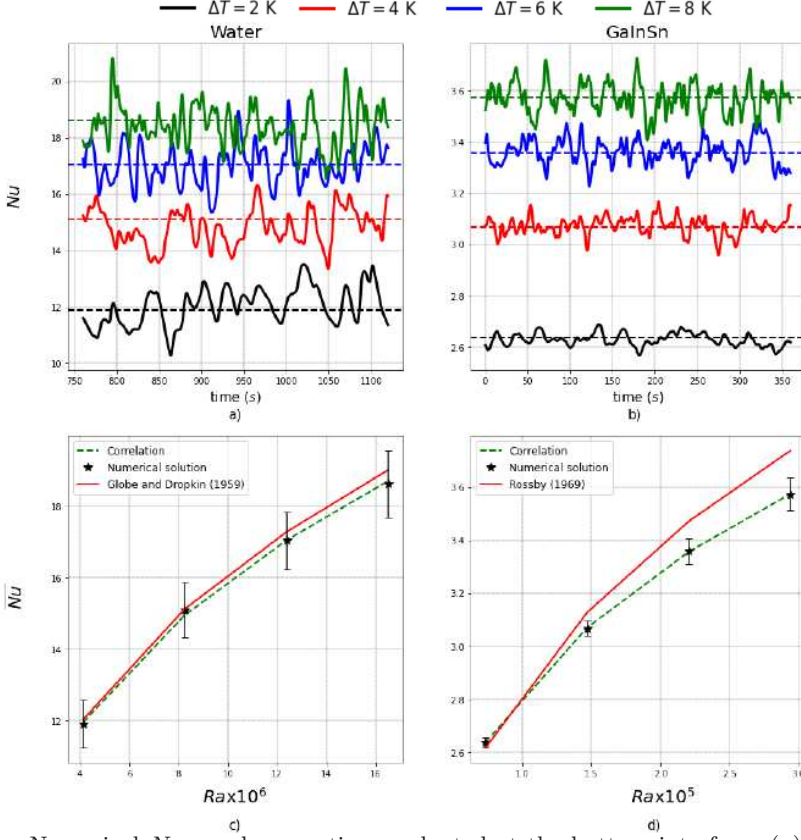 ΔT = 2 K ΔT = 4 K ΔT = 6 K ΔT = 8 K
Water
GaInSn
Nu
20
18
16
14
12
10
750 800 850 900 950 1000 1050 1100
time (s)
a)
3.6
3.4
3.2
3.0
2.8
2.6
0 50 100 150 200 250 300 350
time (s)
b)
Correlation
Numerical solution
Globe and Dropkin (1959)
Nu
18
16
14
12
4 6 8 10 12 14 16
Rax10⁶
c)
Correlation
Numerical solution
Rossby (1969)
3.6
3.4
3.2
3.0
2.8
2.6
1.0 1.5 2.0 2.5
Rax10⁵
d)